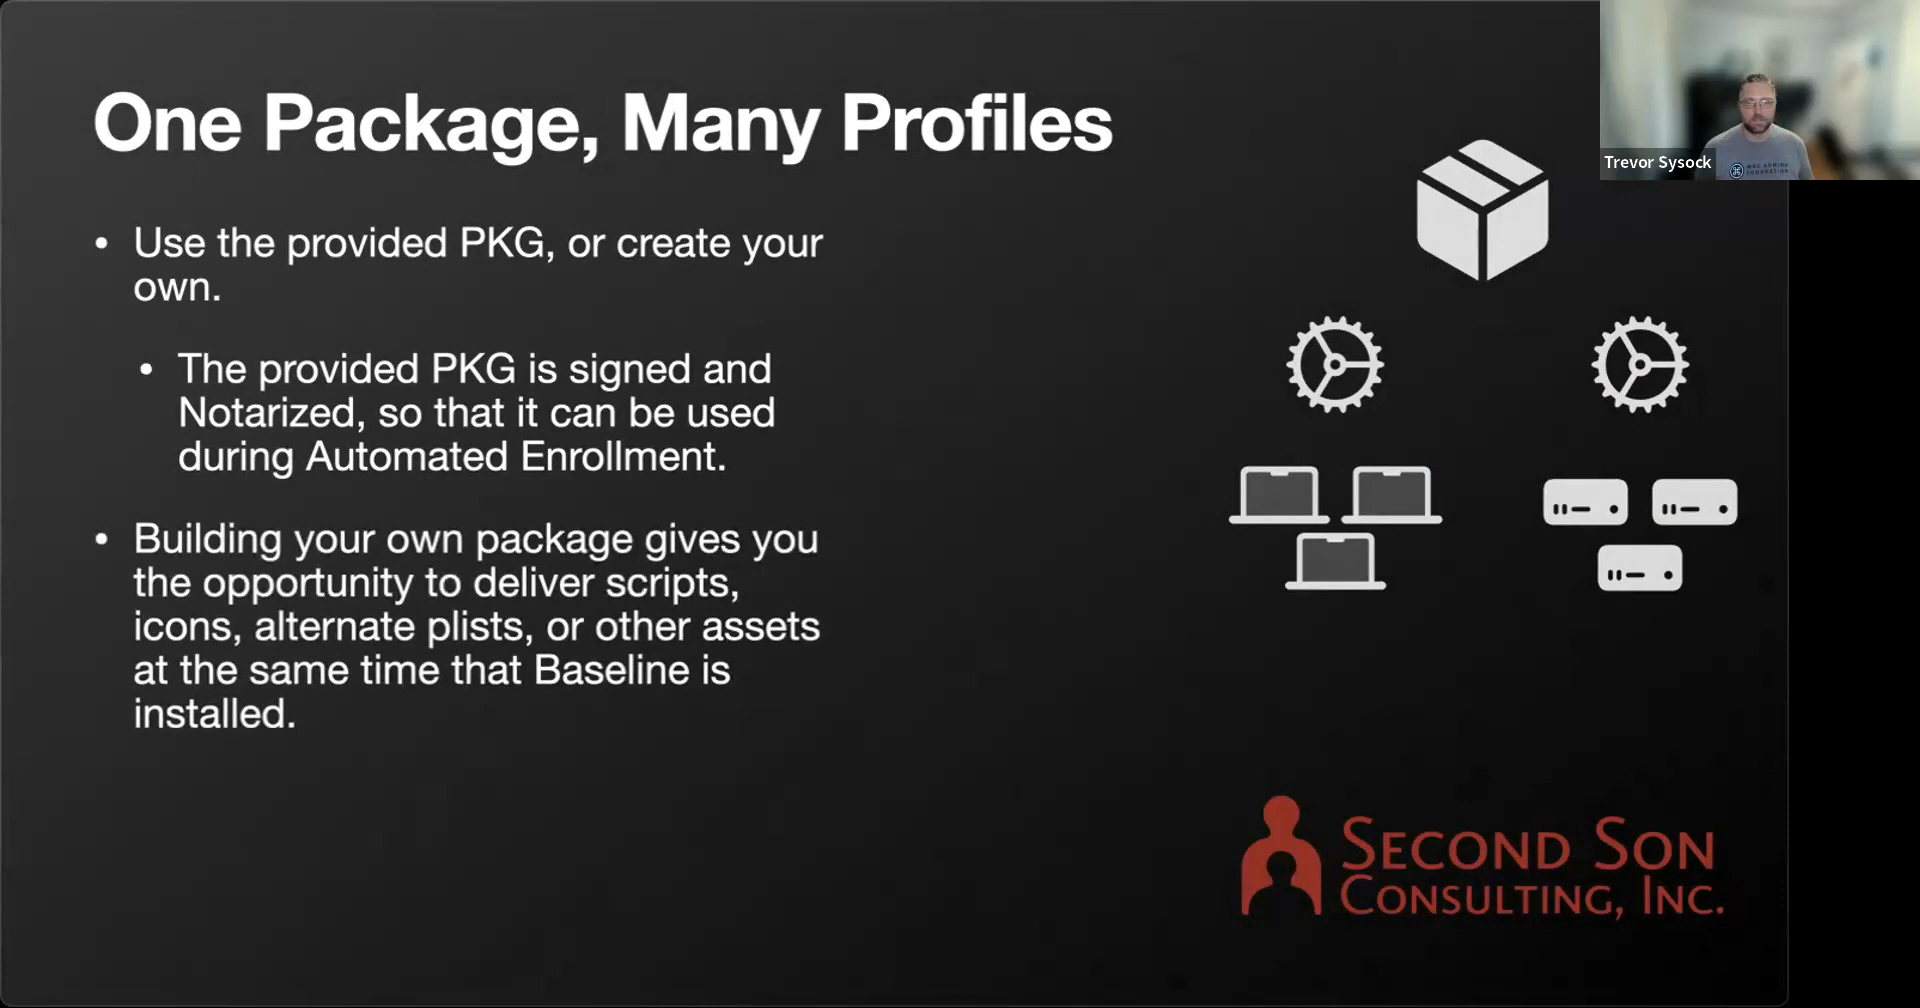 One Package, Many Profiles
• Use the provided PKG, or create your
own.
• The provided PKG is signed and
Notarized, so that it can be used
during Automated Enrollment.
• Building your own package gives you
the opportunity to deliver scripts,
icons, alternate plists, or other assets
at the same time that Baseline is
installed.
Trevor Sysock
MAC ADMINS
FOUNDATION
SECOND SON
CONSULTING, INC.